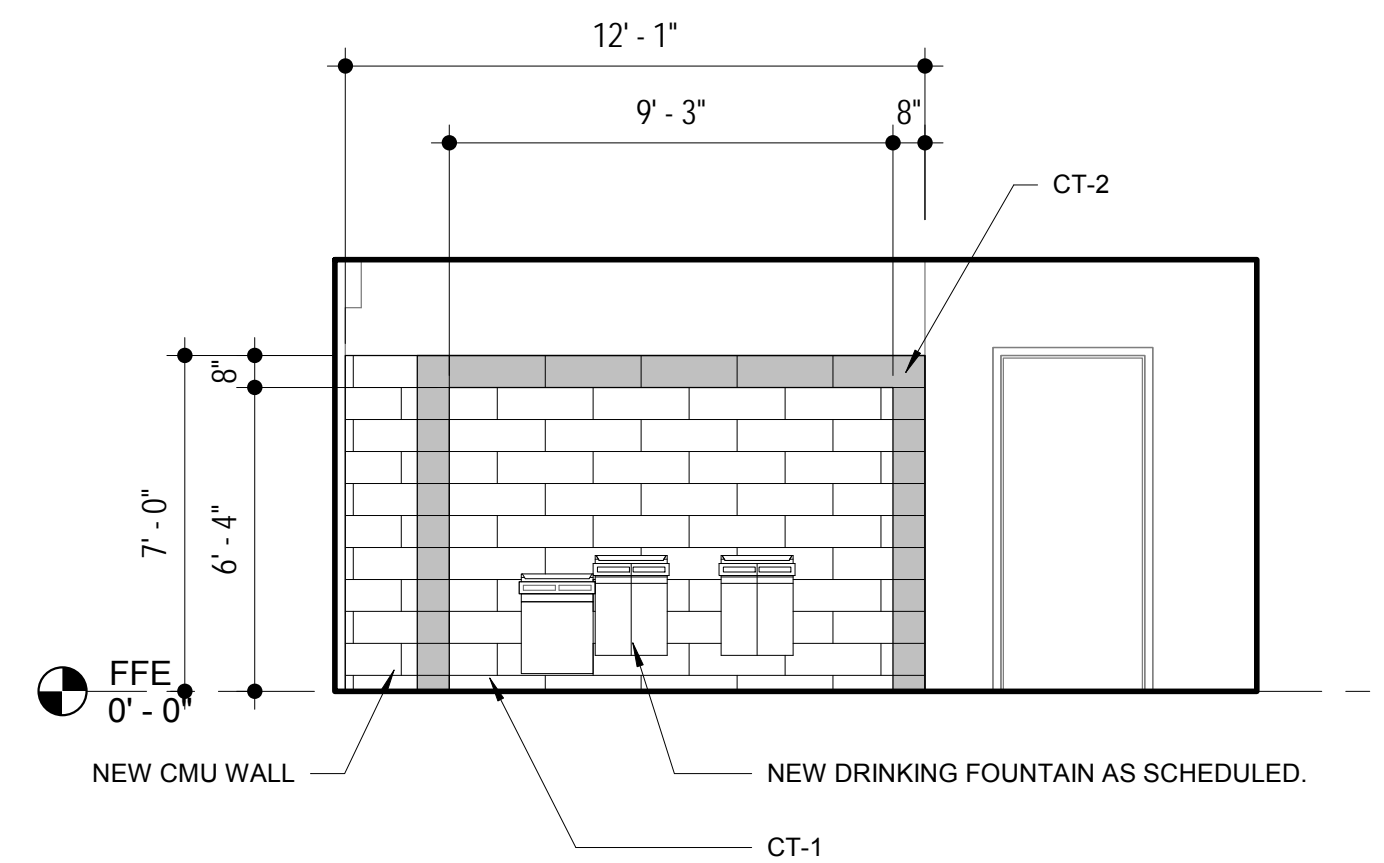 12' - 1"
9' - 3"
8"
CT-2
8"
7' - 0"
6' - 4"
FFE
0' - 0"
NEW CMU WALL
NEW DRINKING FOUNTAIN AS SCHEDULED.
CT-1